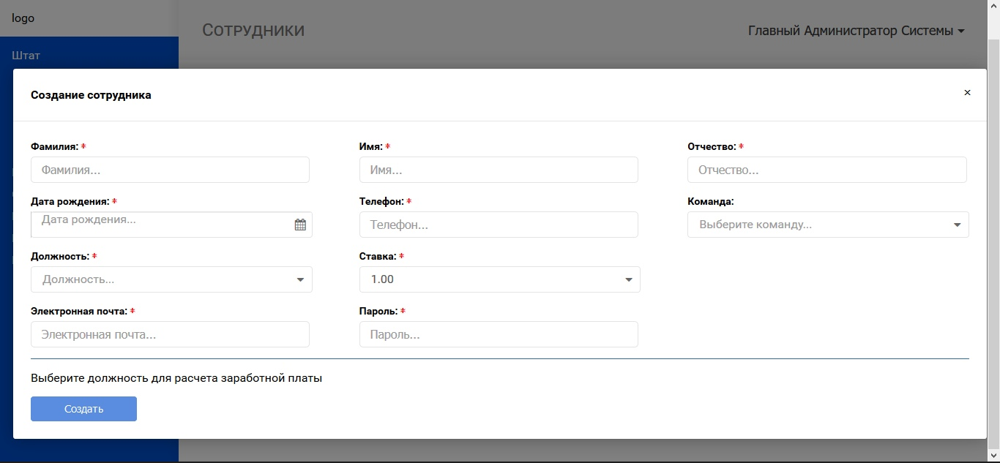 logo
Сотрудники
Главный Администратор Системы
Штат
Создание сотрудника
×
Фамилия: *
Имя: *
Отчество: *
Фамилия...
Имя...
Отчество...
Дата рождения: *
Телефон: *
Команда:
Дата рождения...
Телефон...
Выберите команду...
Должность: *
Ставка: *
Должность...
1.00
Электронная почта: *
Пароль: *
Электронная почта...
Пароль...
Выберите должность для расчета заработной платы
Создать